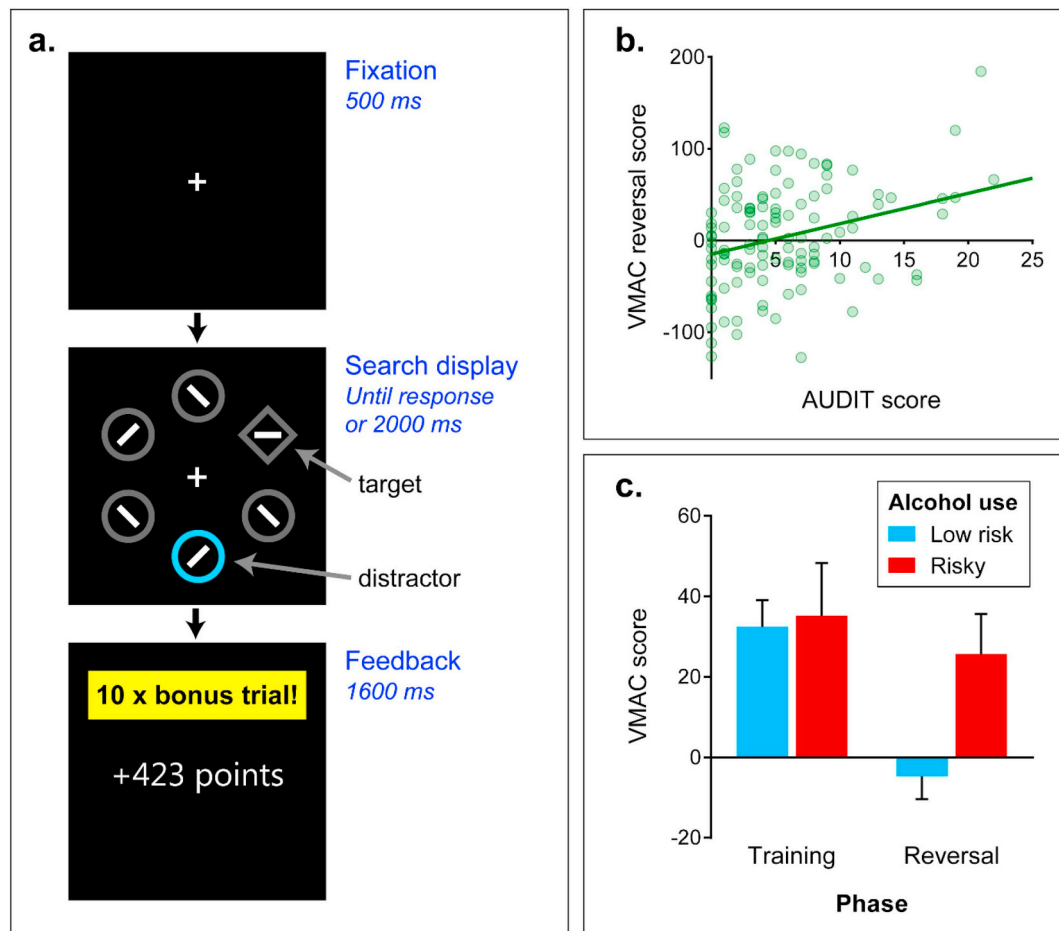 a.
Fixation
500 ms
Search display
Until response
or 2000 ms
target
distractor
Feedback
1600 ms
10 x bonus trial!
+423 points
b.
VMAC reversal score
200
100
0
-100
5
10
15
20
25
AUDIT score
c.
Alcohol use
Low risk
Risky
VMAC score
60
40
20
0
-20
Training
Reversal
Phase